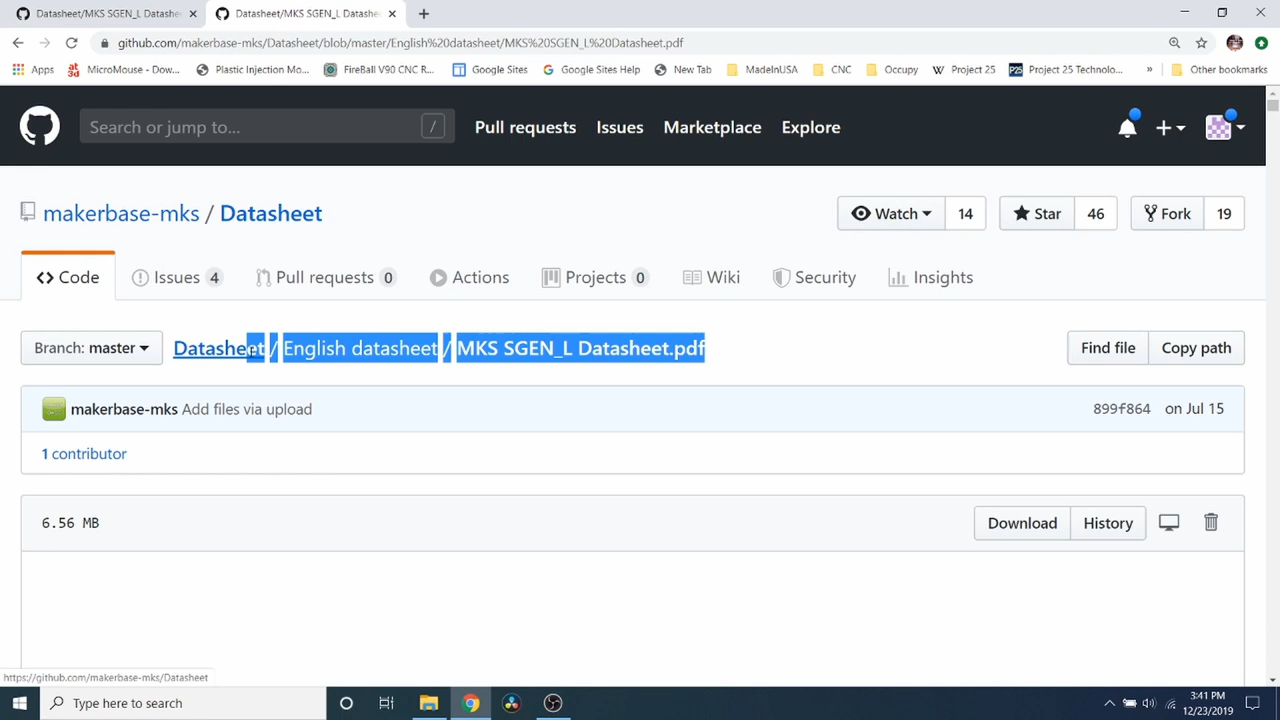 Datasheet/MKS SGEN_L Datashe
Datasheet/MKS SGEN_L Datashe
github.com/makerbase-mks/Datasheet/blob/master/English%20datasheet/MKS%20SGEN_L%20Datasheet.pdf
Apps MicroMouse - Dow... Plastic Injection Mo... FireBall V90 CNC R... Google Sites Google Sites Help New Tab MadeInUSA CNC Occupy Project 25 Project 25 Technolo... » Other bookmarks
Search or jump to... / Pull requests Issues Marketplace Explore
makerbase-mks / Datasheet
Watch 14 Star 46 Fork 19
Code Issues 4 Pull requests 0 Actions Projects 0 Wiki Security Insights
Branch: master Datasheet / English datasheet / MKS SGEN_L Datasheet.pdf Find file Copy path
makerbase-mks Add files via upload 899f864 on Jul 15
1 contributor
6.56 MB Download History
https://github.com/makerbase-mks/Datasheet
Type here to search
3:41 PM
12/23/2019